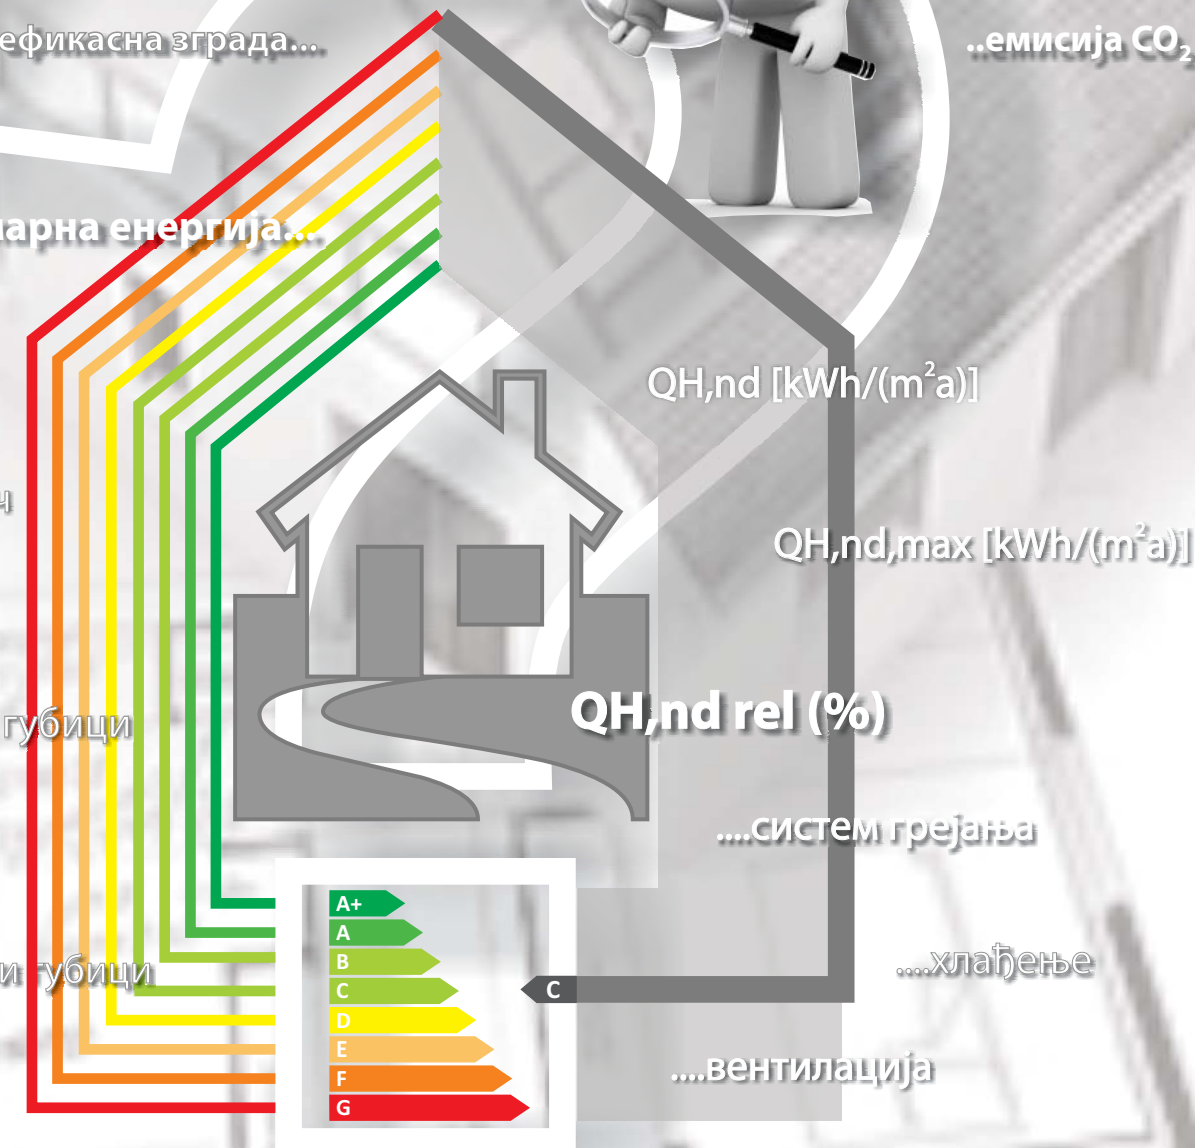 ефикасна зграда...
..емисија CO₂
арна енергија...
QH,nd [kWh/(m²a)]
QH,nd,max [kWh/(m²a)]
губици
QH,nd rel (%)
....систем грејања
A+
A
B
и губици
....хлађење
C
C
D
E
....вентилација
F
G